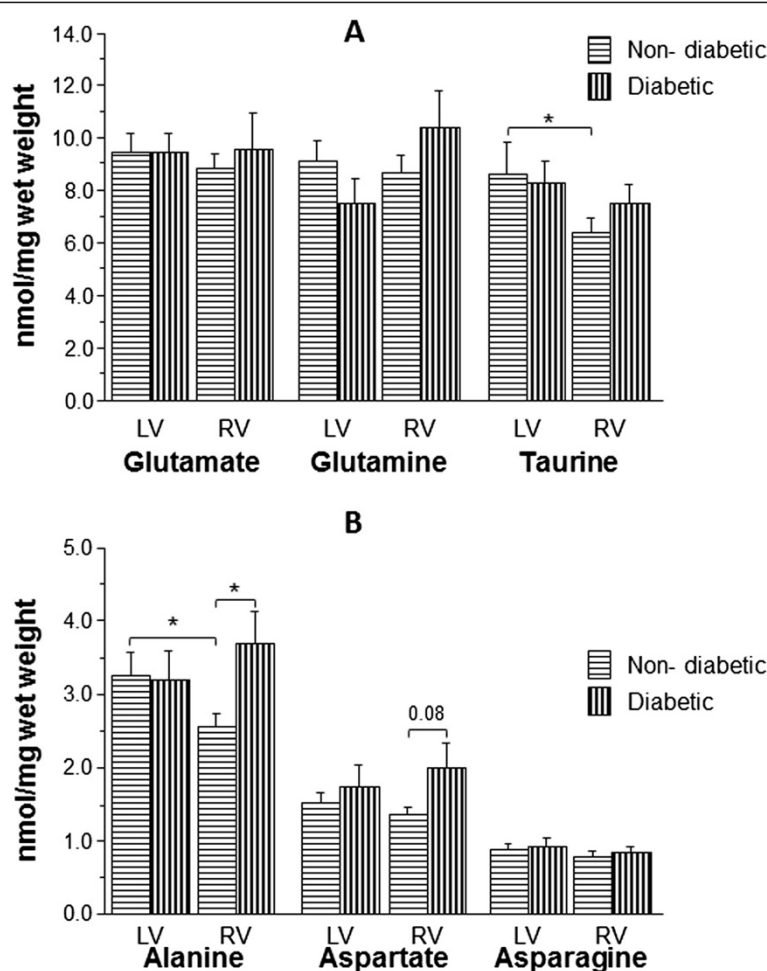 A
nmol/mg wet weight
14.0
12.0
10.0
8.0
6.0
4.0
2.0
0.0
Non- diabetic
Diabetic
*
LV RV LV RV LV RV
Glutamate Glutamine Taurine
B
nmol/mg wet weight
5.0
4.0
3.0
2.0
1.0
0.0
Non- diabetic
Diabetic
*
*
0.08
LV RV LV RV LV RV
Alanine Aspartate Asparagine